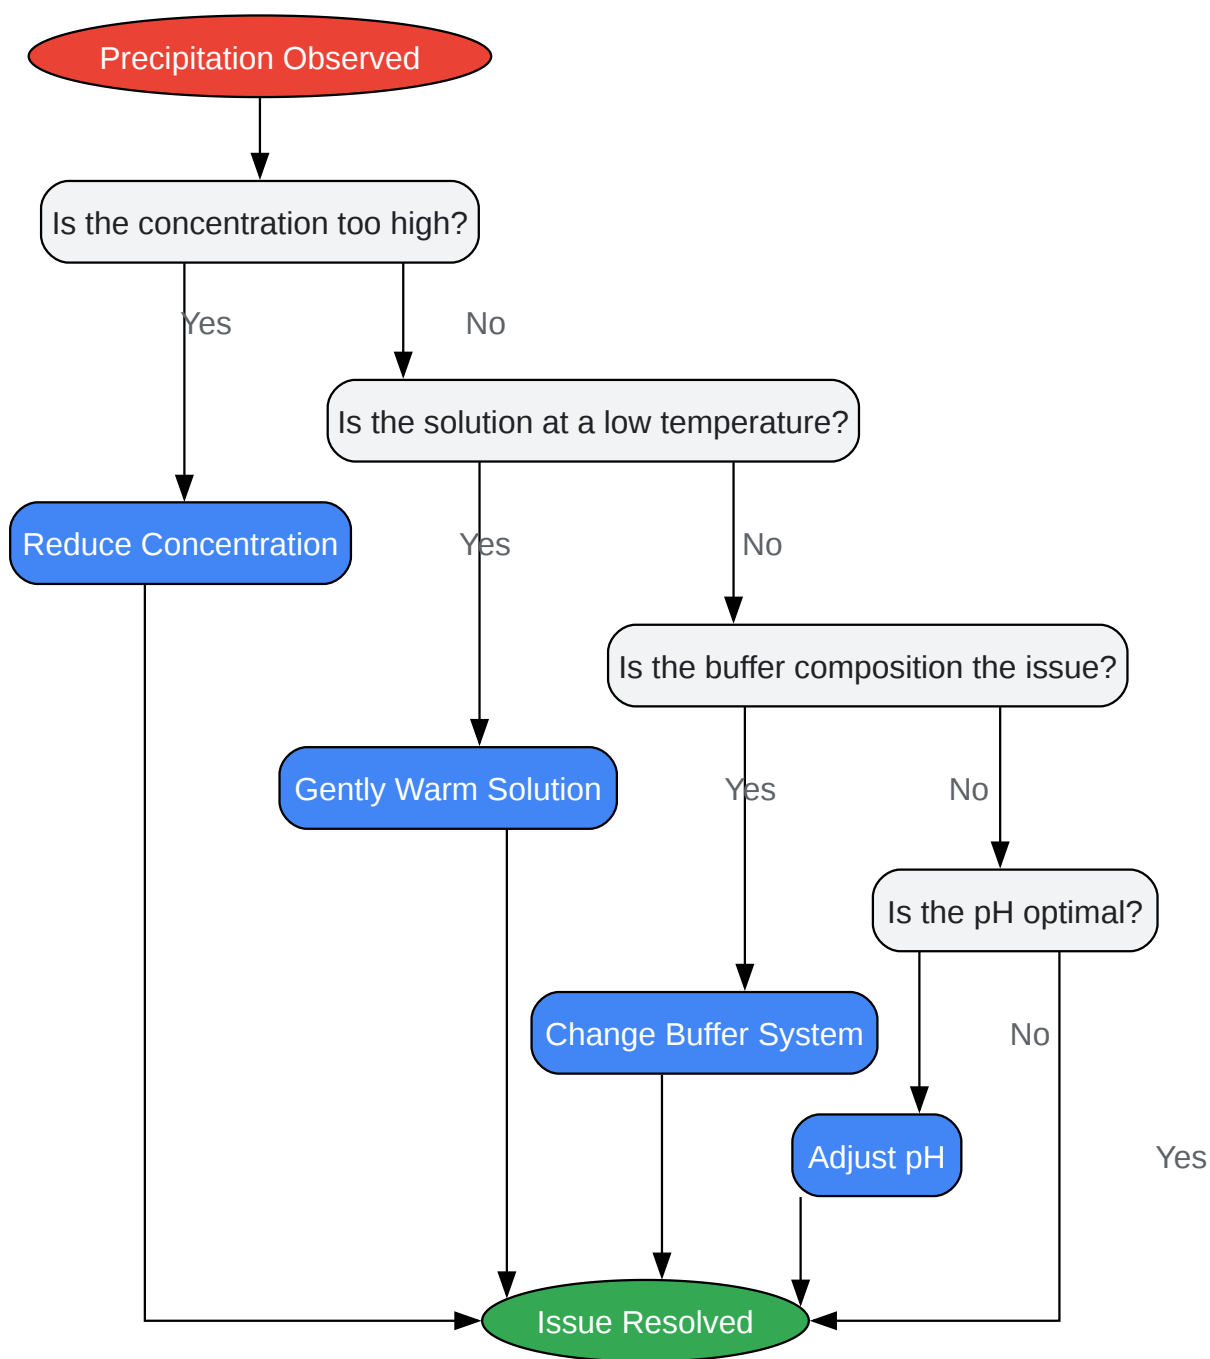 Precipitation Observed
Is the concentration too high?
Yes
No
Is the solution at a low temperature?
Reduce Concentration
Yes
No
Is the buffer composition the issue?
Gently Warm Solution
Yes
No
Is the pH optimal?
Change Buffer System
No
Adjust pH
Yes
Issue Resolved